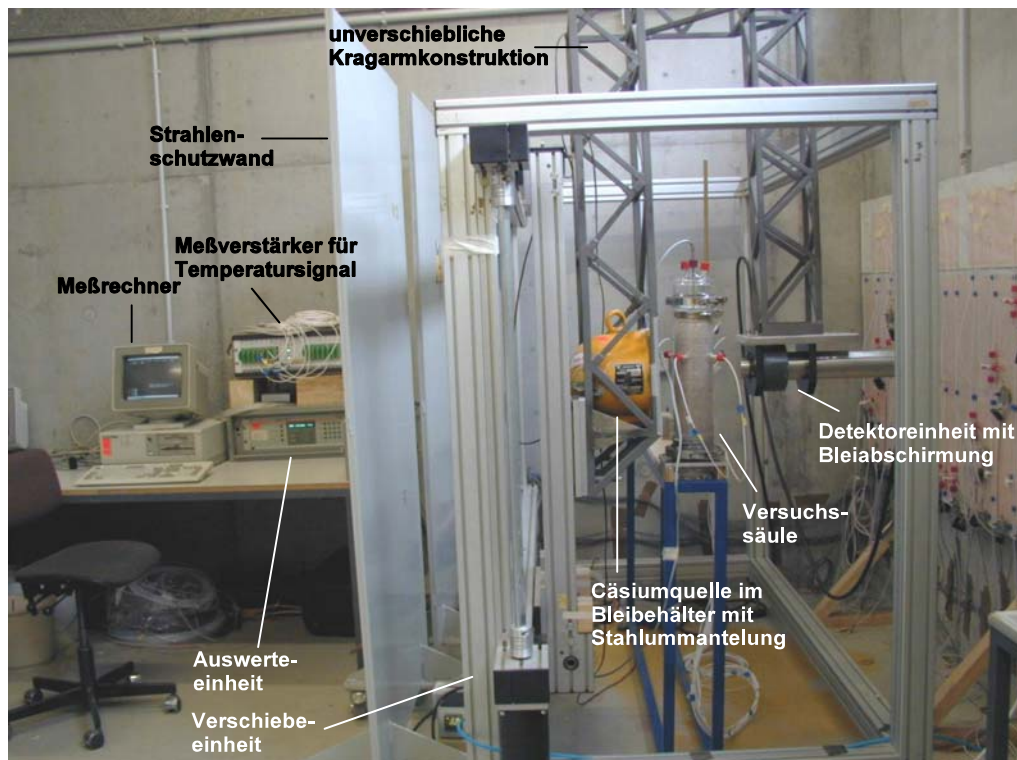 unverschiebliche
Kragarmkonstruktion
Strahlen-
schutzwand
Meßverstärker für
Temperatursignal
Meßrechner
Detektoreinheit mit
Bleiabschirmung
Versuchs-
säule
Cäsiumquelle im
Bleibehälter mit
Stahlummantelung
Auswerte-
einheit
Verschiebe-
einheit